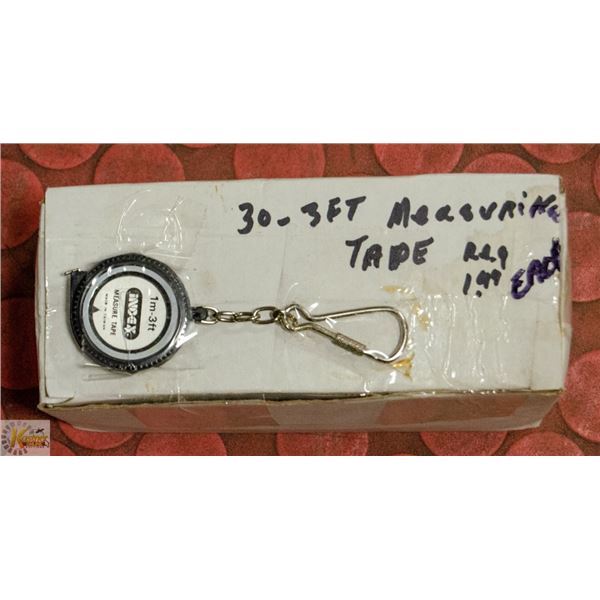 30-3FT MEASURING
TAPE Reg
1.99 EACH
1m-3ft
MEASURE TAPE